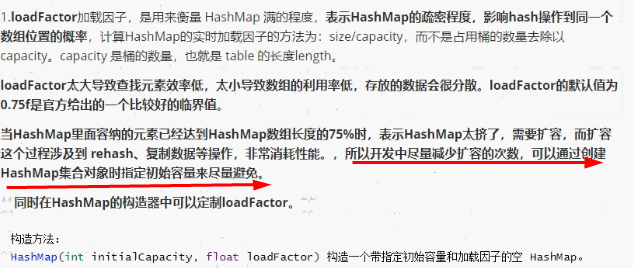 1.loadFactor加载因子，是用来衡量 HashMap 满的程度，表示HashMap的疏密程度，影响hash操作到同一个
数组位置的概率，计算HashMap的实时加载因子的方法为：size/capacity，而不是占用桶的数量去除以
capacity。capacity 是桶的数量，也就是 table 的长度length。
loadFactor太大导致查找元素效率低，太小导致数组的利用率低，存放的数据会很分散。loadFactor的默认值为
0.75f是官方给出的一个比较好的临界值。
当HashMap里面容纳的元素已经达到HashMap数组长度的75%时，表示HashMap太挤了，需要扩容，而扩容
这个过程涉及到 rehash、复制数据等操作，非常消耗性能。，所以开发中尽量减少扩容的次数，可以通过创建
HashMap集合对象时指定初始容量来尽量避免。
同时在HashMap的构造器中可以定制loadFactor。
构造方法：
HashMap(int initialCapacity, float loadFactor) 构造一个带指定初始容量和加载因子的空 HashMap。